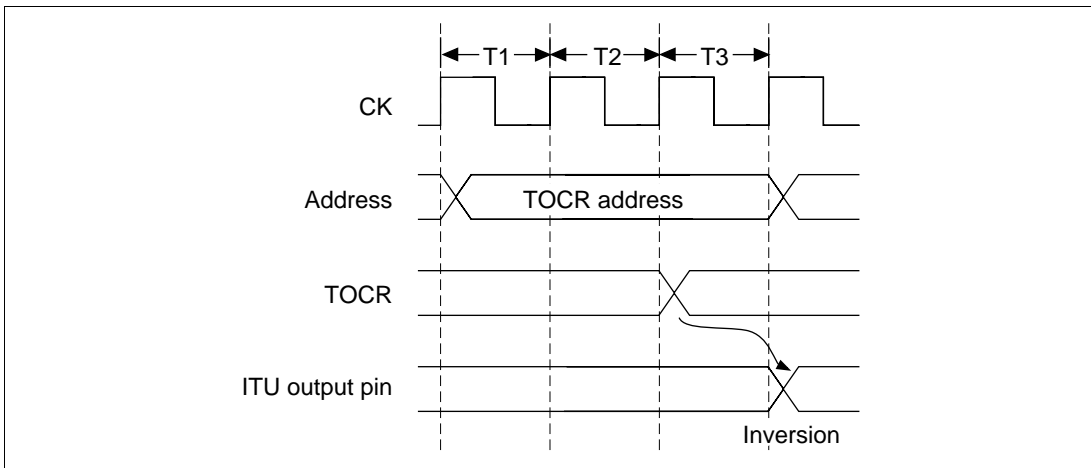 T1 T2 T3
CK
Address TOCR address
TOCR
ITU output pin
Inversion